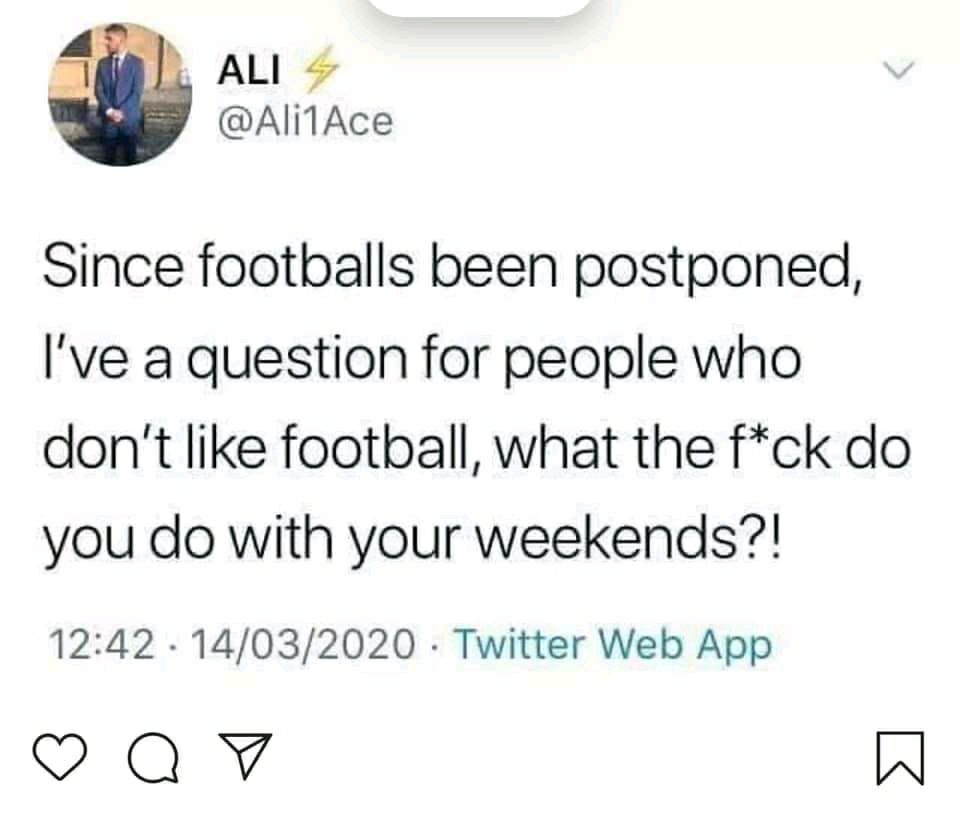 ALI ⚡
@Ali1Ace
Since footballs been postponed,
I've a question for people who
don't like football, what the f*ck do
you do with your weekends?!
12:42 · 14/03/2020 · Twitter Web App